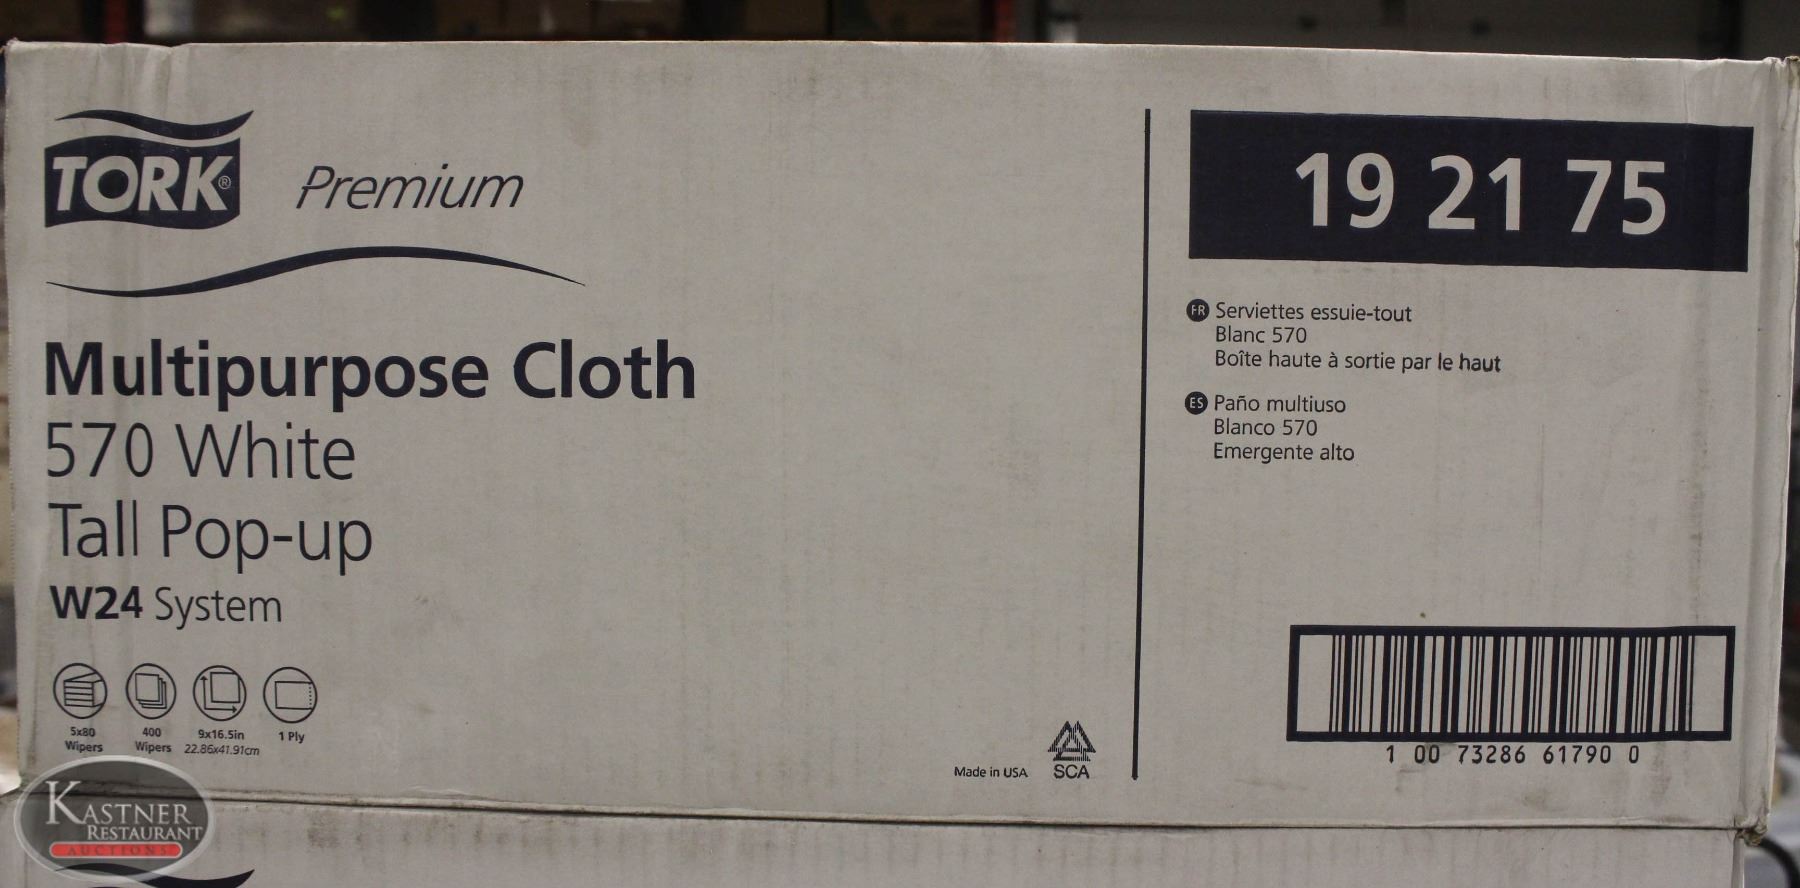 TORK®
Premium
Multipurpose Cloth
570 White
Tall Pop-up
W24 System
5x80
Wipers
400
Wipers
9x16.5in
22.86x41.91cm
1 Ply
Made in USA
SCA
19 21 75
FR Serviettes essuie-tout
Blanc 570
Boîte haute à sortie par le haut
ES Paño multiuso
Blanco 570
Emergente alto
1 00 73286 61790 0
KASTNER
RESTAURANT
AUCTIONS